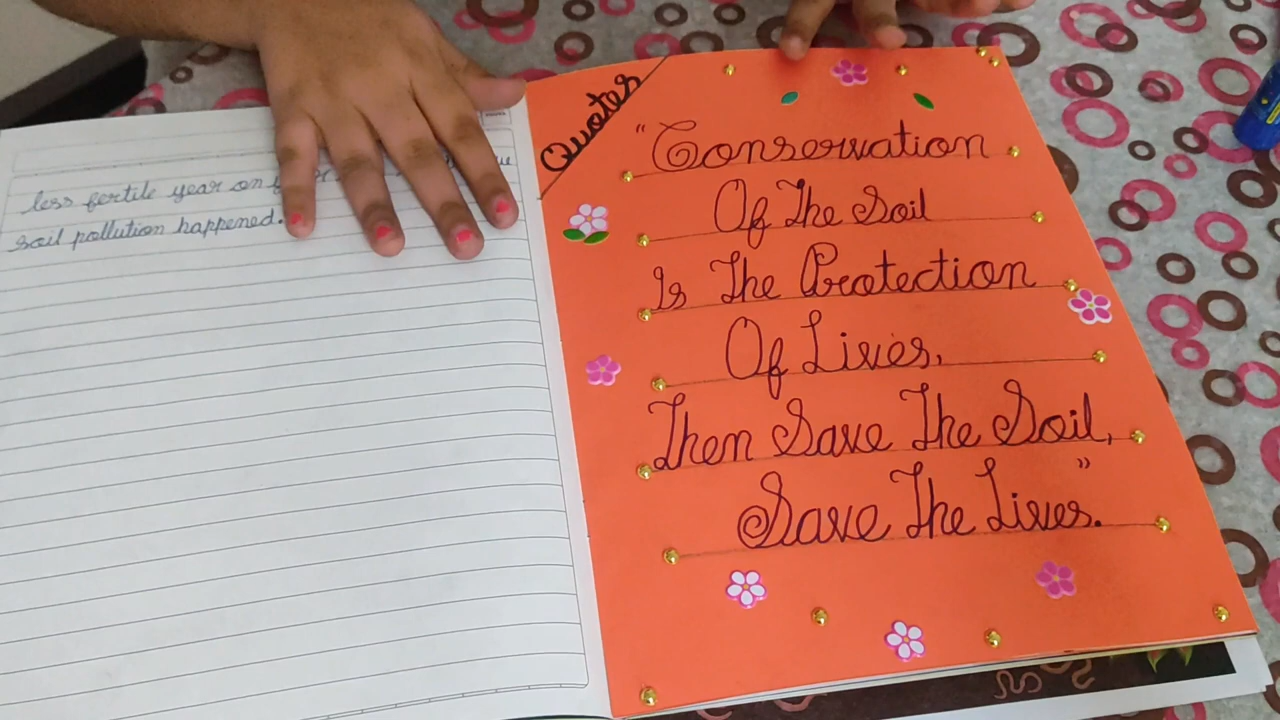 less fertile year on
soil pollution happened.
Quotes
"Conservation
Of The Soil
Is The Protection
Of Lives,
Then Save The Soil,
Save The Lives."